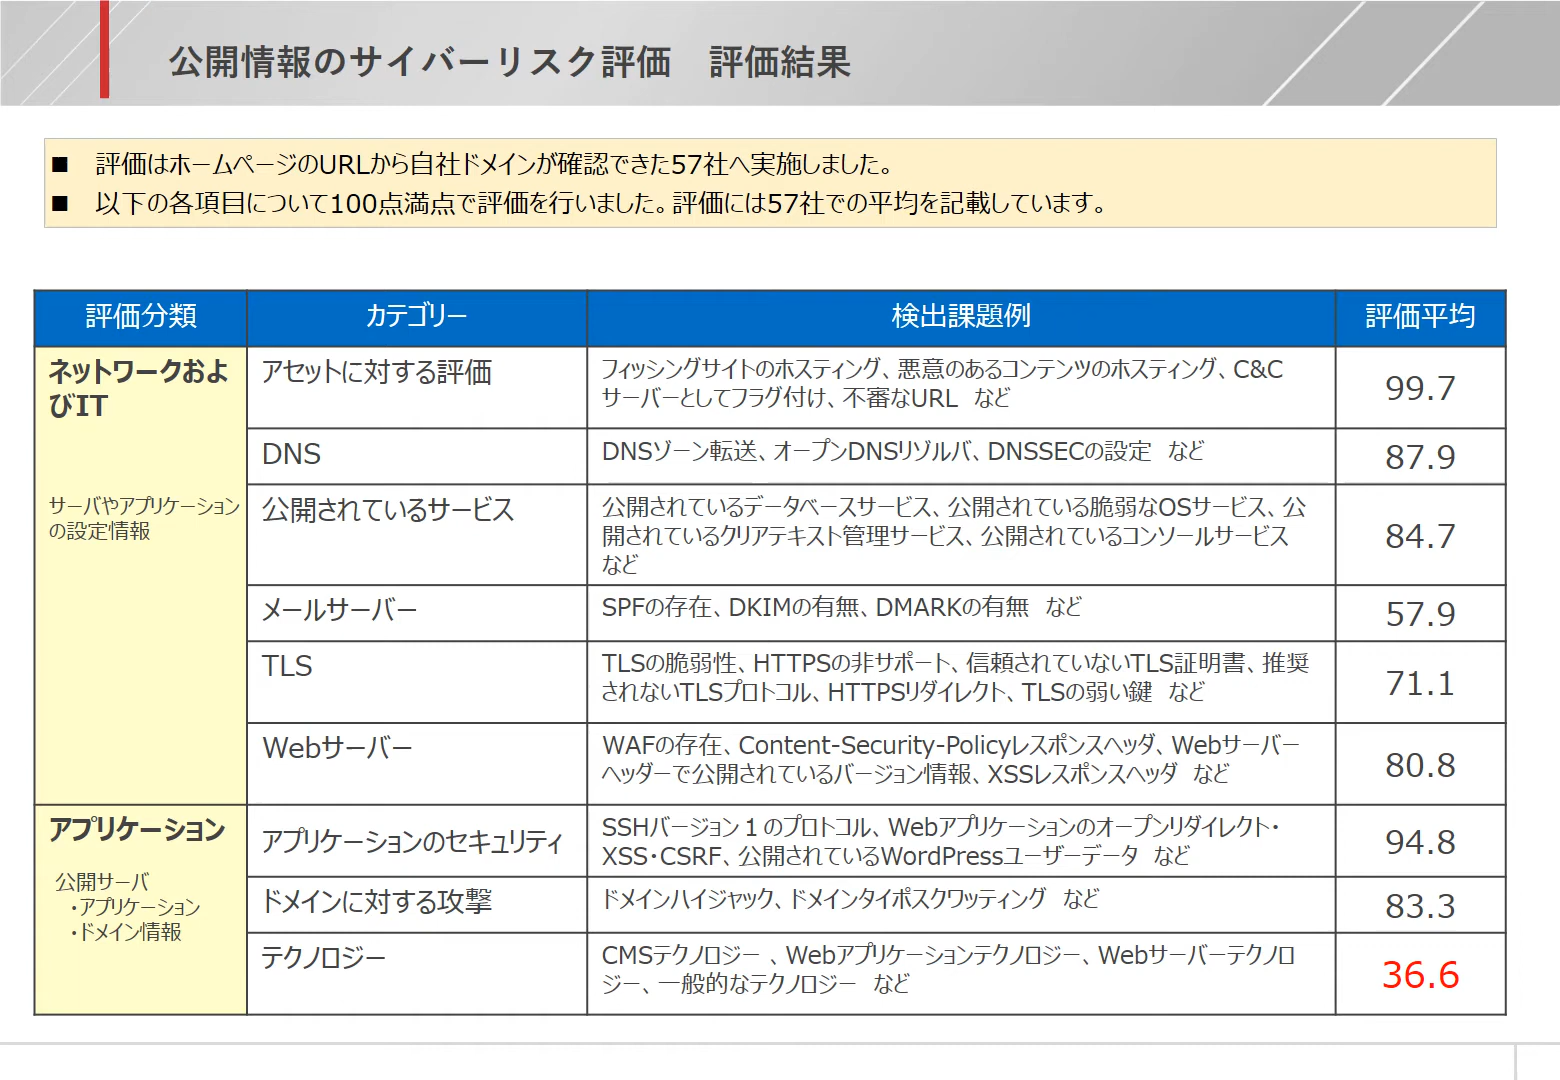 公開情報のサイバーリスク評価　評価結果
■ 評価はホームページのURLから自社ドメインが確認できた57社へ実施しました。
■ 以下の各項目について100点満点で評価を行いました。評価には57社での平均を記載しています。
評価分類 カテゴリー 検出課題例 評価平均
ネットワークおよ
びIT
サーバやアプリケーション
の設定情報
アセットに対する評価
フィッシングサイトのホスティング、悪意のあるコンテンツのホスティング、C&C
サーバーとしてフラグ付け、不審なURL　など
99.7
DNS
DNSゾーン転送、オープンDNSリゾルバ、DNSSECの設定　など
87.9
公開されているサービス
公開されているデータベースサービス、公開されている脆弱なOSサービス、公
開されているクリアテキスト管理サービス、公開されているコンソールサービス
など
84.7
メールサーバー
SPFの存在、DKIMの有無、DMARKの有無　など
57.9
TLS
TLSの脆弱性、HTTPSの非サポート、信頼されていないTLS証明書、推奨
されないTLSプロトコル、HTTPSリダイレクト、TLSの弱い鍵　など
71.1
Webサーバー
WAFの存在、Content-Security-Policyレスポンスヘッダ、Webサーバー
ヘッダーで公開されているバージョン情報、XSSレスポンスヘッダ　など
80.8
アプリケーション
公開サーバ
・アプリケーション
・ドメイン情報
アプリケーションのセキュリティ
SSHバージョン１のプロトコル、Webアプリケーションのオープンリダイレクト・
XSS・CSRF、公開されているWordPressユーザーデータ　など
94.8
ドメインに対する攻撃
ドメインハイジャック、ドメインタイポスクワッティング　など
83.3
テクノロジー
CMSテクノロジー 、Webアプリケーションテクノロジー、Webサーバーテクノロ
ジー、一般的なテクノロジー　など
36.6